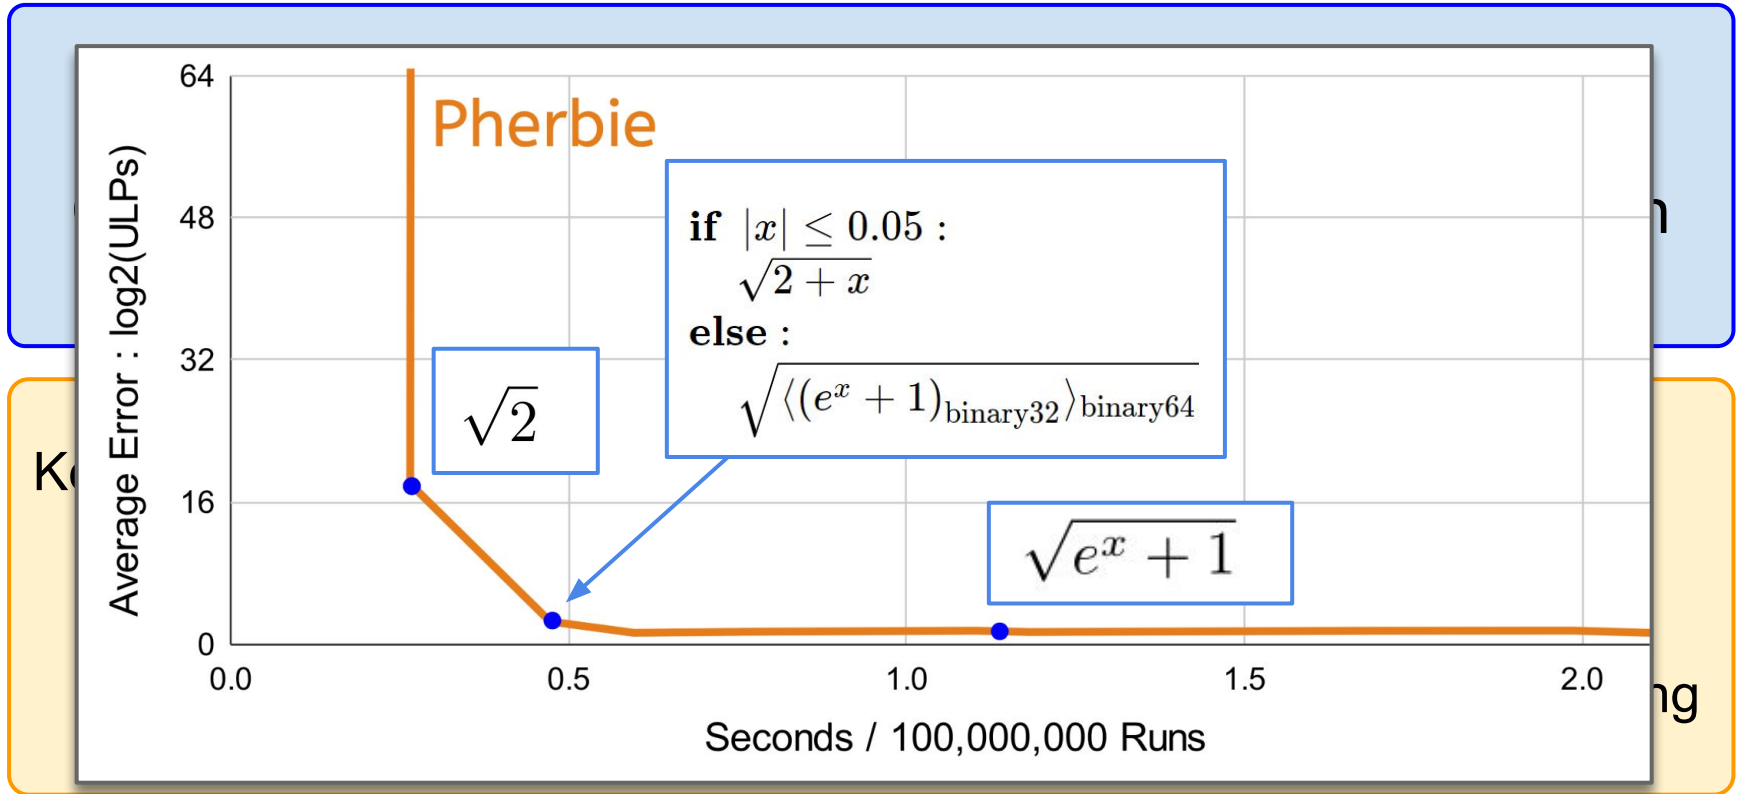 64
Pherbie
48
32
16
0
Average Error : log2(ULPs)
if |x| ≤ 0.05 :
√(2 + x)
else :
√(⟨(e^x + 1)_binary32⟩_binary64)
√2
√(e^x + 1)
0.0 0.5 1.0 1.5 2.0
Seconds / 100,000,000 Runs